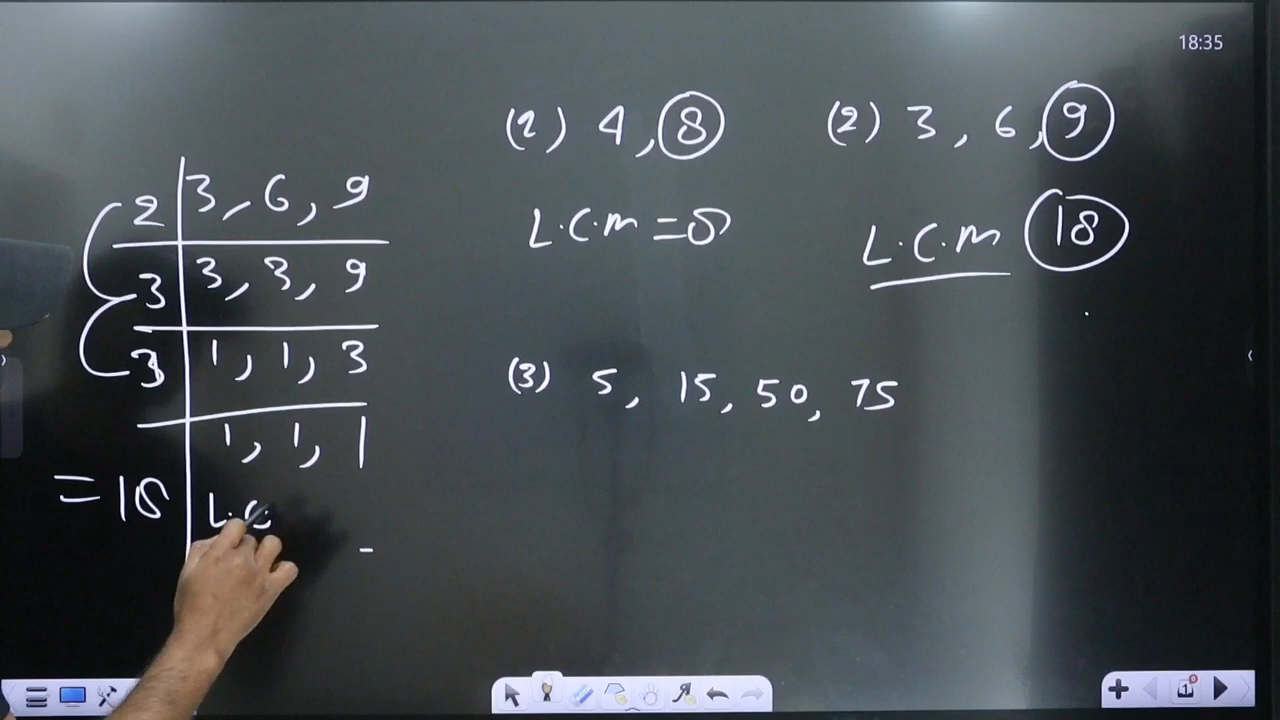 18:35
(2) 4, 8
(2) 3, 6, 9
L.C.M = 8
L.C.M 18
2 | 3, 6, 9
3 | 3, 3, 9
3 | 1, 1, 3
1, 1, 1
= 18 L.C
(3) 5, 15, 50, 75